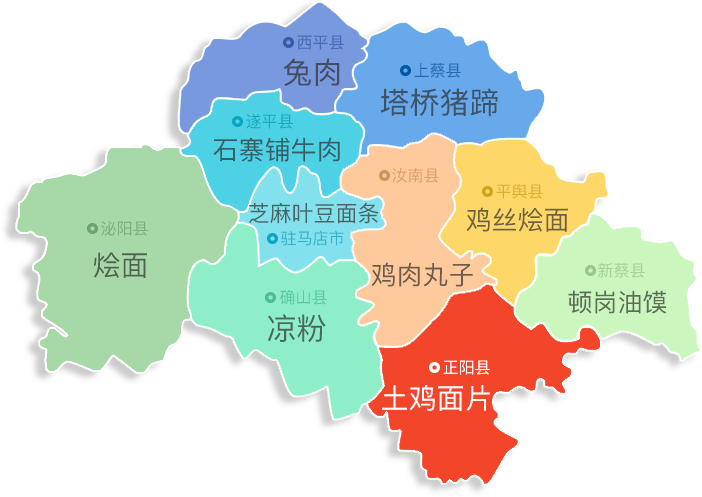 西平县
兔肉
上蔡县
塔桥猪蹄
遂平县
石寨铺牛肉
汝南县
鸡肉丸子
平舆县
鸡丝烩面
芝麻叶豆面条
驻马店市
泌阳县
烩面
新蔡县
顿岗油馍
确山县
凉粉
正阳县
土鸡面片